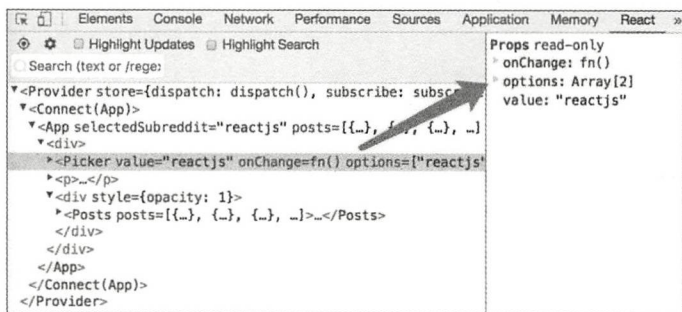 Elements Console Network Performance Sources Application Memory React »
Highlight Updates Highlight Search
Search (text or /rege:
▼<Provider store={dispatch: dispatch(), subscribe: subsc
▼<Connect(App)>
▼<App selectedSubreddit="reactjs" posts=[{…}, {…}, {…}, …]
▼<div>
▶<Picker value="reactjs" onChange=fn() options=["reactjs"
▶<p>…</p>
▼<div style={opacity: 1}>
▶<Posts posts=[{…}, {…}, {…}, …]>…</Posts>
</div>
</div>
</App>
</Connect(App)>
</Provider>
Props read-only
▶ onChange: fn()
▶ options: Array[2]
value: "reactjs"